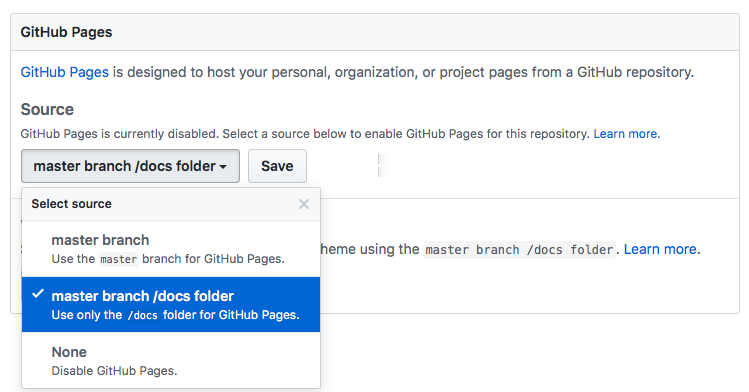 GitHub Pages
GitHub Pages is designed to host your personal, organization, or project pages from a GitHub repository.
Source
GitHub Pages is currently disabled. Select a source below to enable GitHub Pages for this repository. Learn more.
master branch /docs folder
Save
Select source
master branch
Use the master branch for GitHub Pages.
heme using the master branch /docs folder. Learn more.
master branch /docs folder
Use only the /docs folder for GitHub Pages.
None
Disable GitHub Pages.